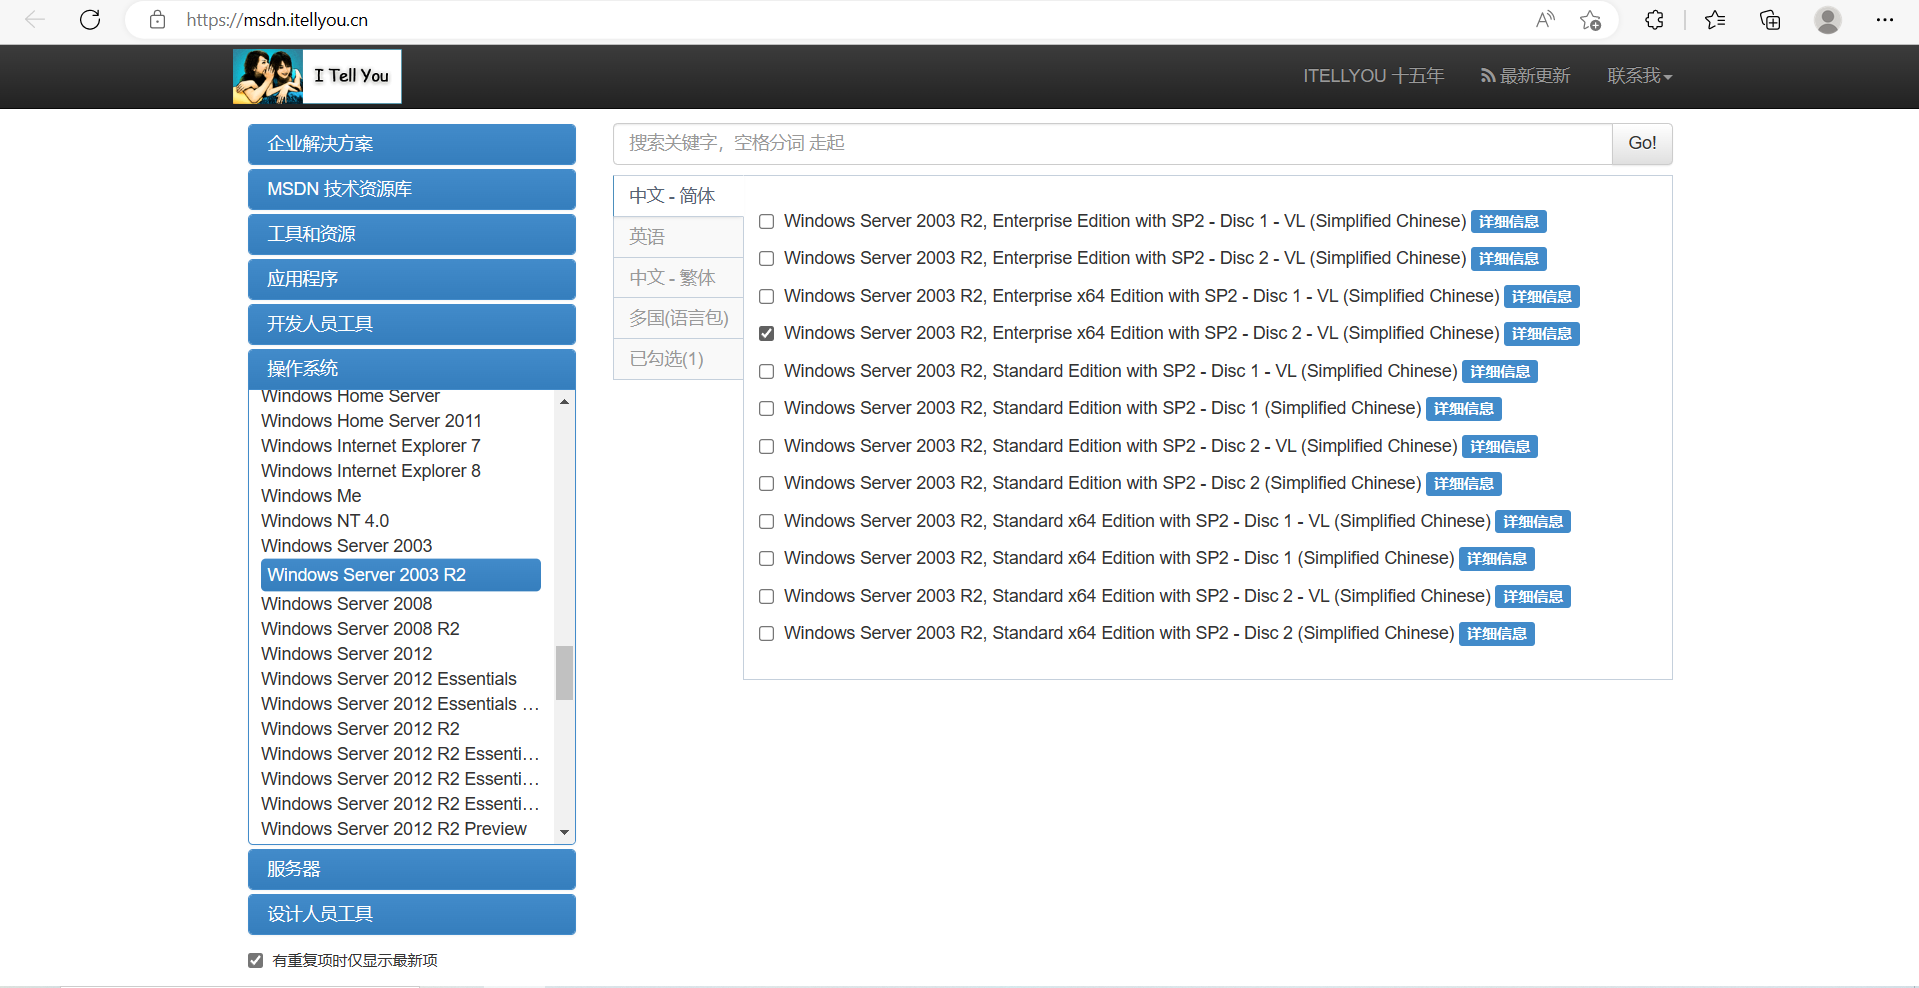 https://msdn.itellyou.cn
I Tell You
ITELLYOU 十五年
最新更新
联系我
企业解决方案
MSDN 技术资源库
工具和资源
应用程序
开发人员工具
操作系统
Windows Home Server
Windows Home Server 2011
Windows Internet Explorer 7
Windows Internet Explorer 8
Windows Me
Windows NT 4.0
Windows Server 2003
Windows Server 2003 R2
Windows Server 2008
Windows Server 2008 R2
Windows Server 2012
Windows Server 2012 Essentials
Windows Server 2012 Essentials …
Windows Server 2012 R2
Windows Server 2012 R2 Essenti…
Windows Server 2012 R2 Essenti…
Windows Server 2012 R2 Essenti…
Windows Server 2012 R2 Preview
服务器
设计人员工具
有重复项时仅显示最新项
搜索关键字，空格分词 走起
Go!
中文 - 简体
英语
中文 - 繁体
多国(语言包)
已勾选(1)
Windows Server 2003 R2, Enterprise Edition with SP2 - Disc 1 - VL (Simplified Chinese) 详细信息
Windows Server 2003 R2, Enterprise Edition with SP2 - Disc 2 - VL (Simplified Chinese) 详细信息
Windows Server 2003 R2, Enterprise x64 Edition with SP2 - Disc 1 - VL (Simplified Chinese) 详细信息
Windows Server 2003 R2, Enterprise x64 Edition with SP2 - Disc 2 - VL (Simplified Chinese) 详细信息
Windows Server 2003 R2, Standard Edition with SP2 - Disc 1 - VL (Simplified Chinese) 详细信息
Windows Server 2003 R2, Standard Edition with SP2 - Disc 1 (Simplified Chinese) 详细信息
Windows Server 2003 R2, Standard Edition with SP2 - Disc 2 - VL (Simplified Chinese) 详细信息
Windows Server 2003 R2, Standard Edition with SP2 - Disc 2 (Simplified Chinese) 详细信息
Windows Server 2003 R2, Standard x64 Edition with SP2 - Disc 1 - VL (Simplified Chinese) 详细信息
Windows Server 2003 R2, Standard x64 Edition with SP2 - Disc 1 (Simplified Chinese) 详细信息
Windows Server 2003 R2, Standard x64 Edition with SP2 - Disc 2 - VL (Simplified Chinese) 详细信息
Windows Server 2003 R2, Standard x64 Edition with SP2 - Disc 2 (Simplified Chinese) 详细信息